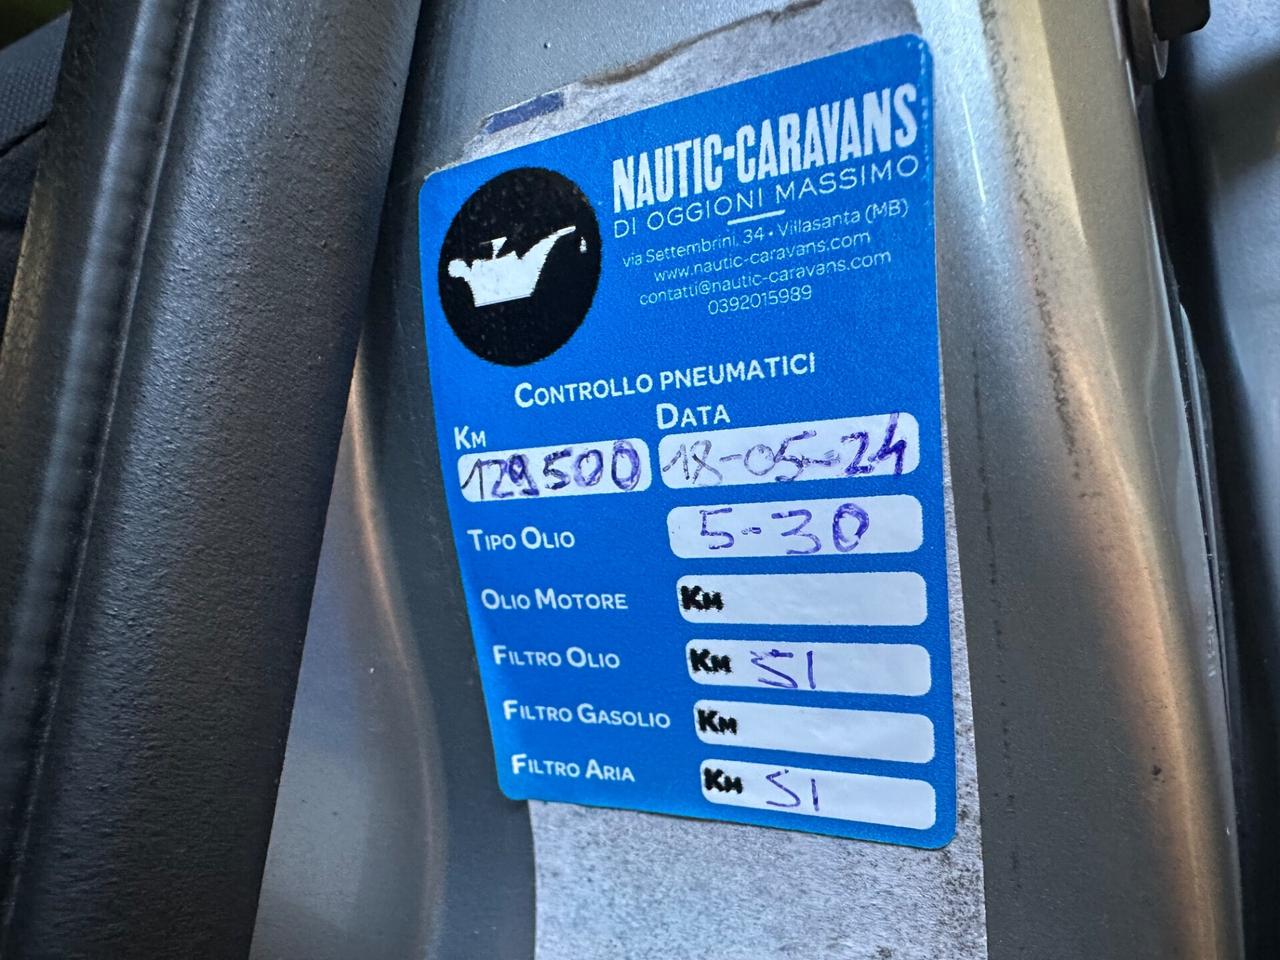 NAUTIC-CARAVANS
DI OGGIONI MASSIMO
via Settembrini, 34 • Villasanta (MB)
www.nautic-caravans.com
contatti@nautic-caravans.com
0392015989
CONTROLLO PNEUMATICI
KM DATA
129500 18-05-24
TIPO OLIO 5-30
OLIO MOTORE KM
FILTRO OLIO KM SI
FILTRO GASOLIO KM
FILTRO ARIA KM SI